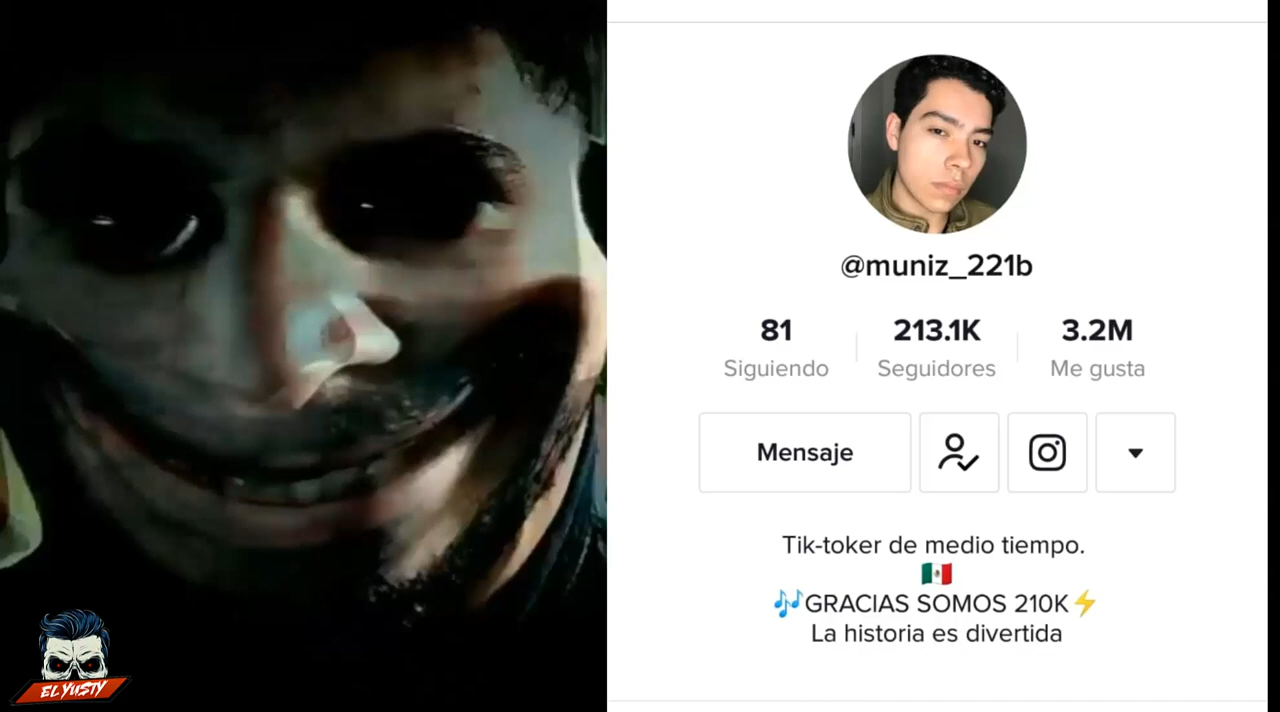 @muniz_221b
81 213.1K 3.2M
Siguiendo Seguidores Me gusta
Mensaje
Tik-toker de medio tiempo.
🇲🇽
🎶GRACIAS SOMOS 210K⚡
La historia es divertida
EL YUSTY